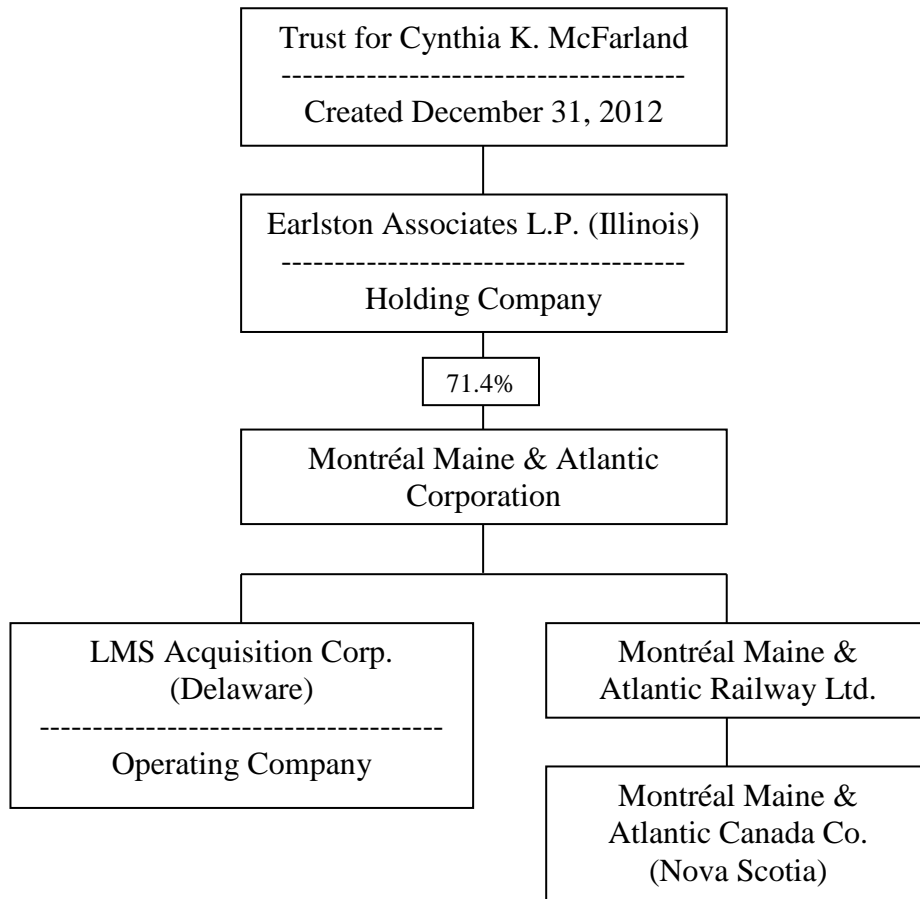 Trust for Cynthia K. McFarland
--------------------------------------
Created December 31, 2012
Earlston Associates L.P. (Illinois)
--------------------------------------
Holding Company
71.4%
Montréal Maine & Atlantic
Corporation
LMS Acquisition Corp.
(Delaware)
--------------------------------------
Operating Company
Montréal Maine &
Atlantic Railway Ltd.
Montréal Maine &
Atlantic Canada Co.
(Nova Scotia)